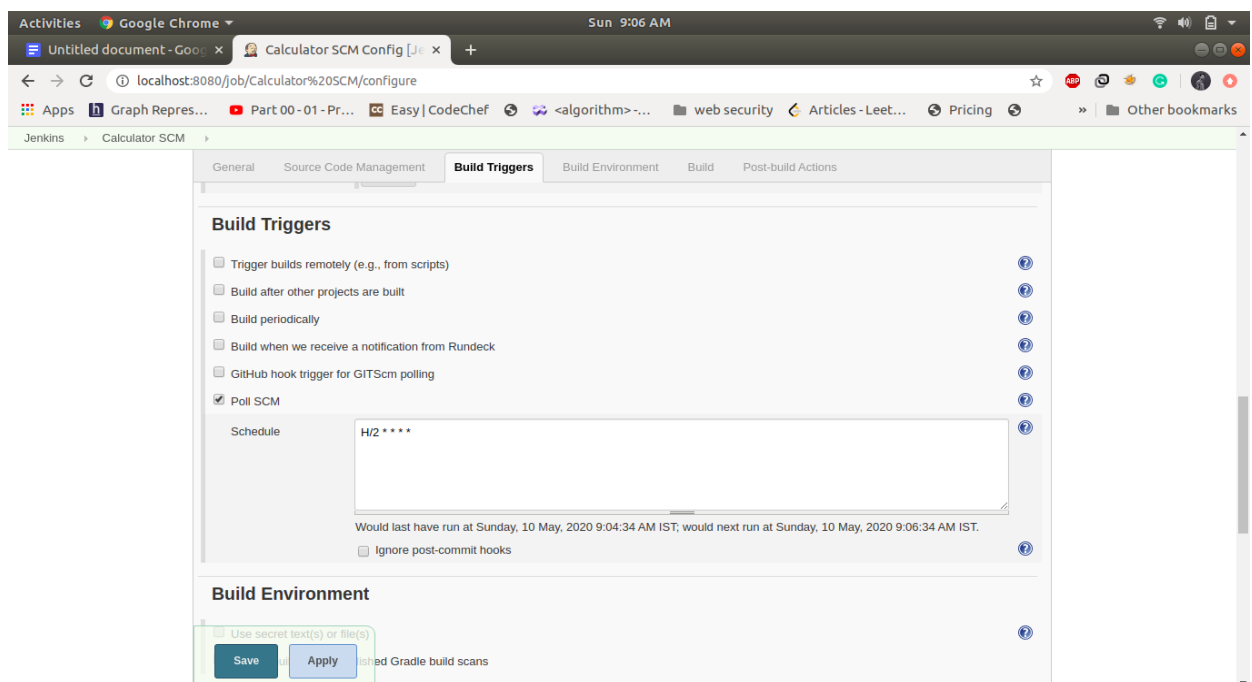 Activities Google Chrome Sun 9:06 AM
Untitled document - Goog × Calculator SCM Config [Je × +
localhost:8080/job/Calculator%20SCM/configure ABP
Apps Graph Repres... Part 00 - 01 - Pr... CC Easy | CodeChef <algorithm> -... web security Articles - Leet... Pricing » Other bookmarks
Jenkins Calculator SCM
General Source Code Management Build Triggers Build Environment Build Post-build Actions
Build Triggers
Trigger builds remotely (e.g., from scripts)
Build after other projects are built
Build periodically
Build when we receive a notification from Rundeck
GitHub hook trigger for GITScm polling
Poll SCM
Schedule H/2 * * * *
Would last have run at Sunday, 10 May, 2020 9:04:34 AM IST; would next run at Sunday, 10 May, 2020 9:06:34 AM IST.
Ignore post-commit hooks
Build Environment
Use secret text(s) or file(s)
Save Apply
Gradle build scans